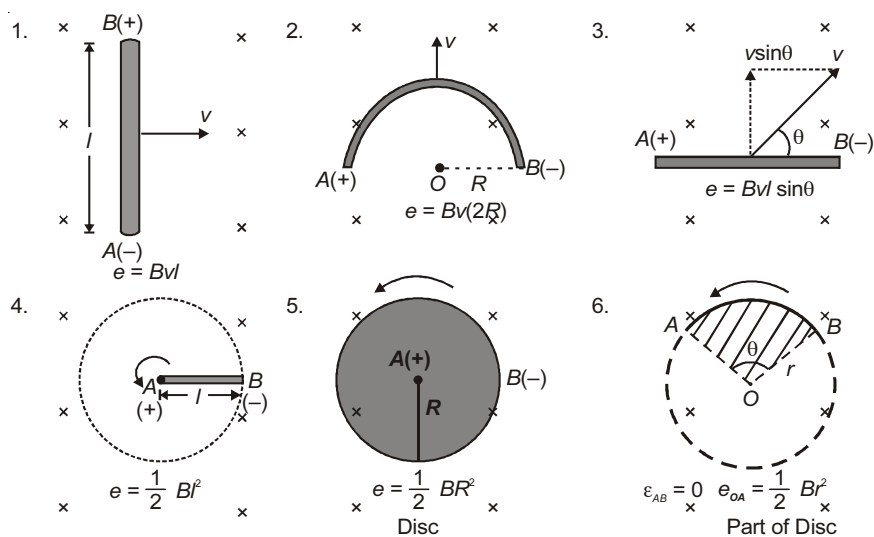 1.
B(+)
l
v
A(–)
e = Bvl
2.
v
A(+)
O
R
B(–)
e = Bv(2R)
3.
vsinθ
v
θ
A(+)
B(–)
e = Bvl sinθ
4.
A
(+)
l
B
(–)
e = 1/2 Bl²
5.
A(+)
R
B(–)
e = 1/2 BR²
Disc
6.
A
B
θ
r
O
ε_AB = 0 e_OA = 1/2 Br²
Part of Disc